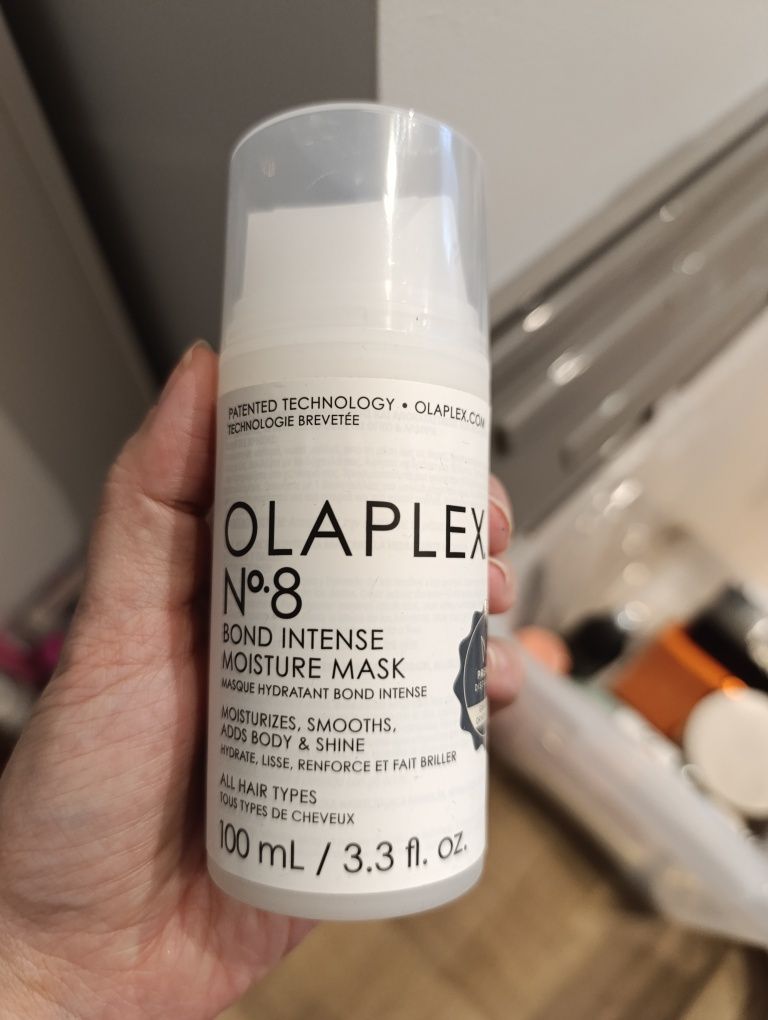 PATENTED TECHNOLOGY • OLAPLEX.COM
TECHNOLOGIE BREVETÉE
OLAPLEX
Nº.8
BOND INTENSE
MOISTURE MASK
MASQUE HYDRATANT BOND INTENSE
MOISTURIZES, SMOOTHS,
ADDS BODY & SHINE
HYDRATE, LISSE, RENFORCE ET FAIT BRILLER
ALL HAIR TYPES
TOUS TYPES DE CHEVEUX
100 mL / 3.3 fl. oz.